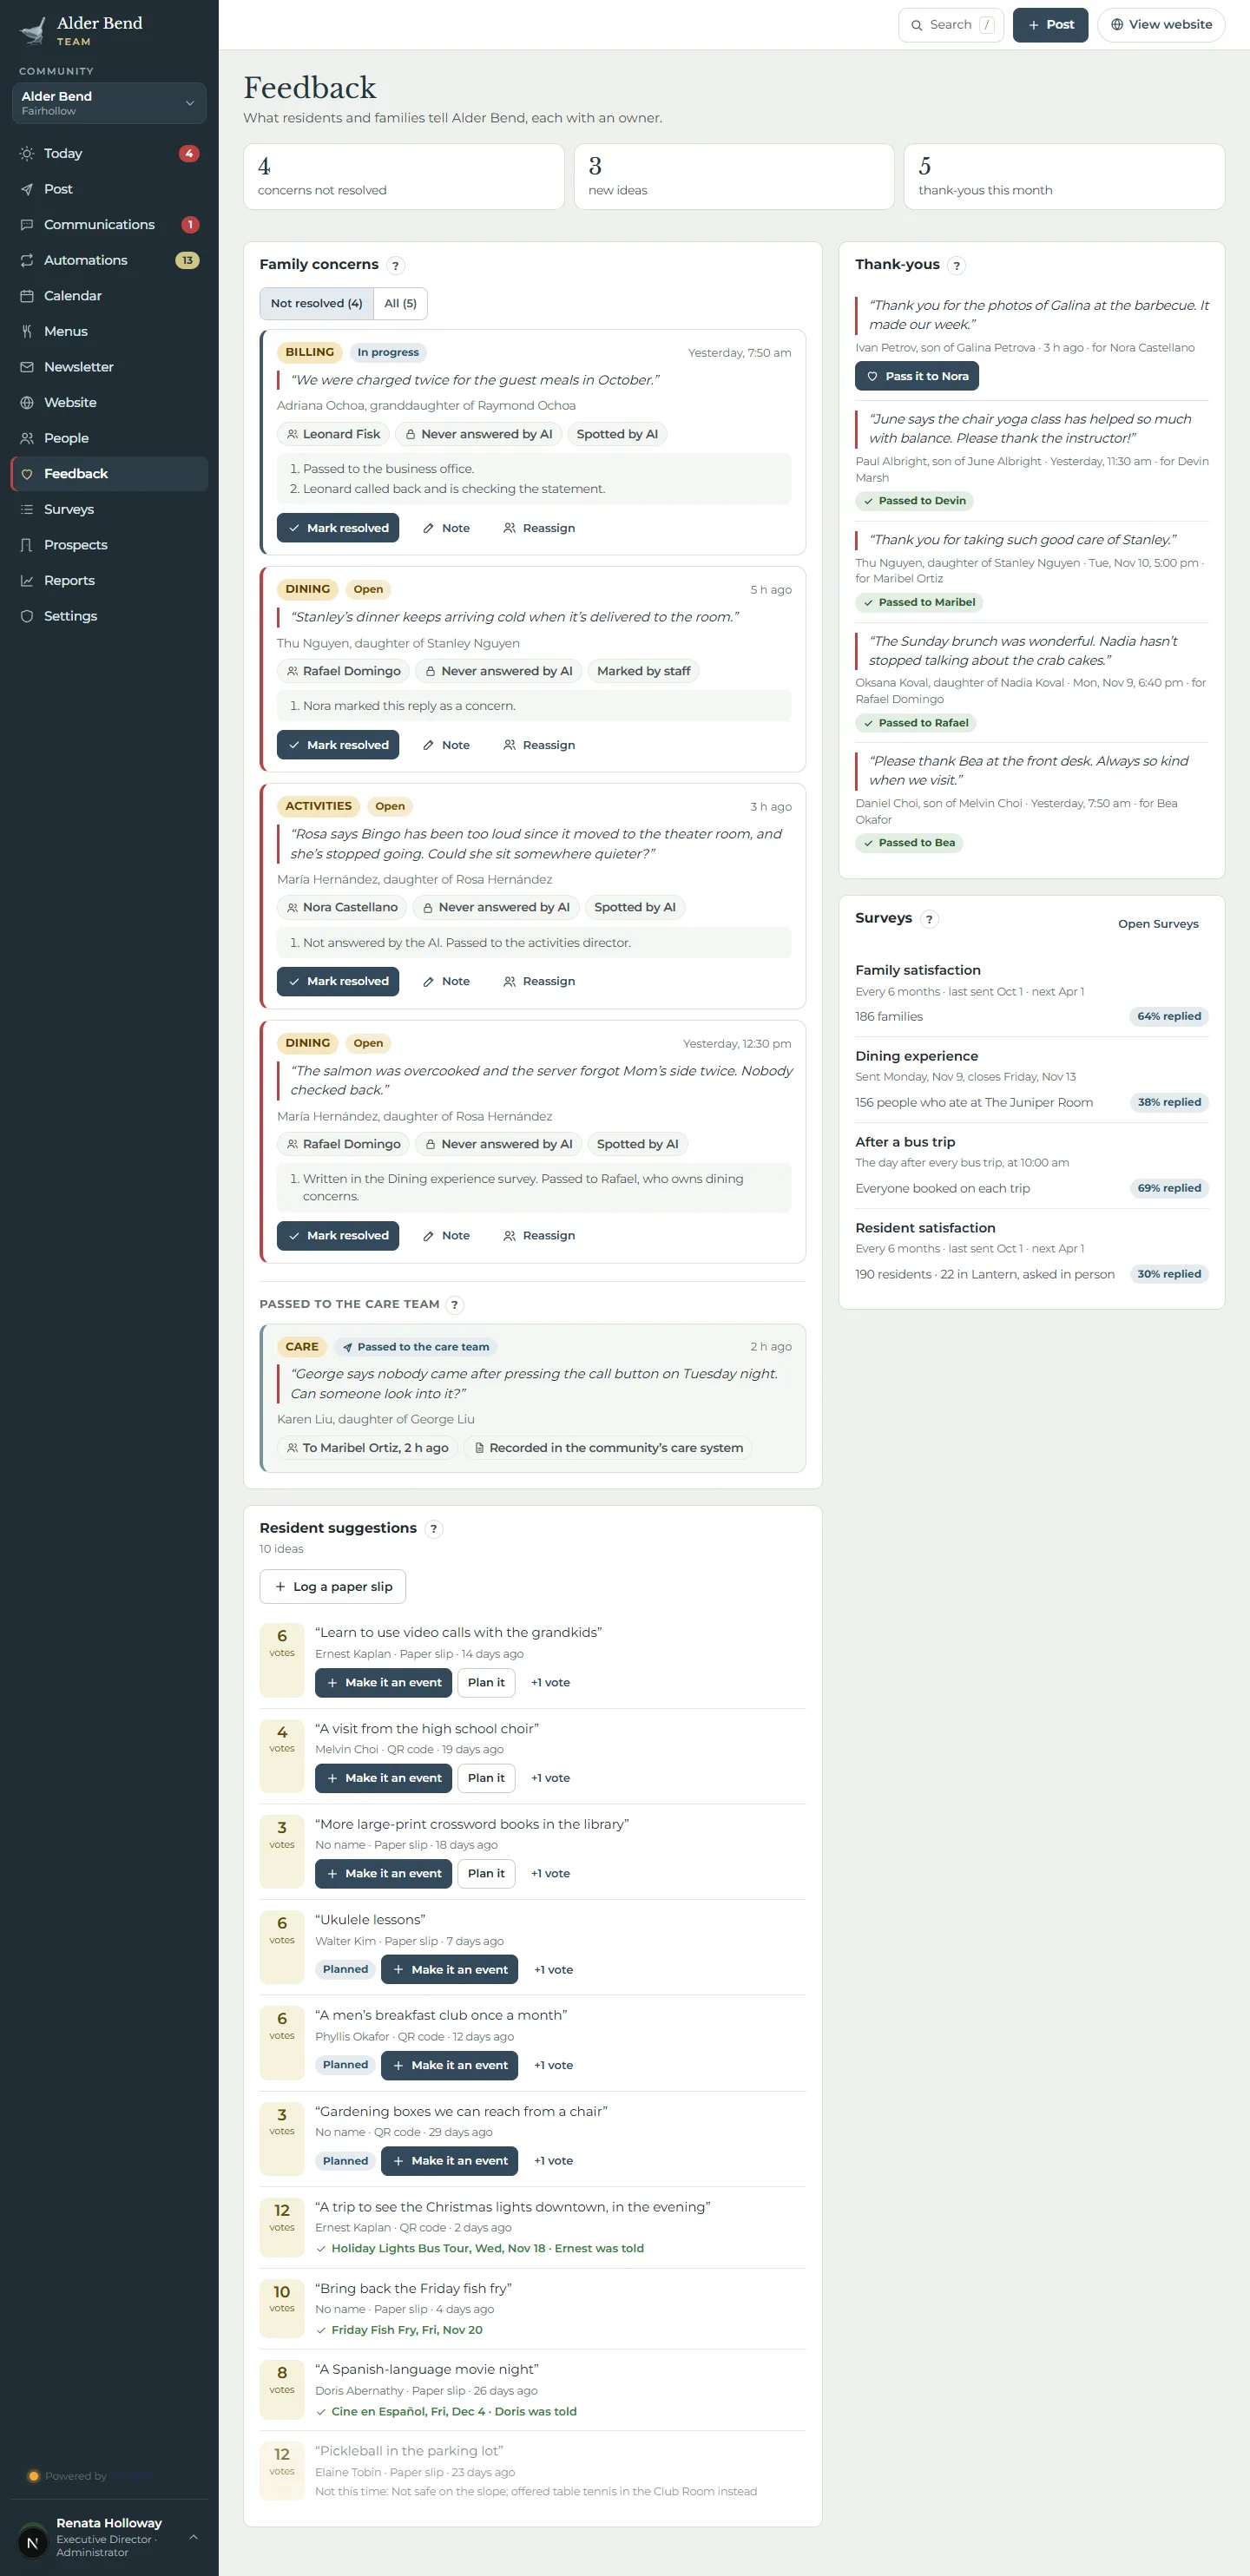 Alder Bend
TEAM
COMMUNITY
Alder Bend
Fairhollow
Today
4
Post
Communications
1
Automations
13
Calendar
Menus
Newsletter
Website
People
Feedback
Surveys
Prospects
Reports
Settings
Powered by
N
Renata Holloway
Executive Director ·
Administrator
Search /
Post
View website
Feedback
What residents and families tell Alder Bend, each with an owner.
4
concerns not resolved
3
new ideas
5
thank-yous this month
Family concerns ?
Not resolved (4) All (5)
BILLING In progress Yesterday, 7:50 am
“We were charged twice for the guest meals in October.”
Adriana Ochoa, granddaughter of Raymond Ochoa
Leonard Fisk Never answered by AI Spotted by AI
1. Passed to the business office.
2. Leonard called back and is checking the statement.
Mark resolved Note Reassign
DINING Open 5 h ago
“Stanley’s dinner keeps arriving cold when it’s delivered to the room.”
Thu Nguyen, daughter of Stanley Nguyen
Rafael Domingo Never answered by AI Marked by staff
1. Nora marked this reply as a concern.
Mark resolved Note Reassign
ACTIVITIES Open 3 h ago
“Rosa says Bingo has been too loud since it moved to the theater room, and
she’s stopped going. Could she sit somewhere quieter?”
María Hernández, daughter of Rosa Hernández
Nora Castellano Never answered by AI Spotted by AI
1. Not answered by the AI. Passed to the activities director.
Mark resolved Note Reassign
DINING Open Yesterday, 12:30 pm
“The salmon was overcooked and the server forgot Mom’s side twice. Nobody
checked back.”
María Hernández, daughter of Rosa Hernández
Rafael Domingo Never answered by AI Spotted by AI
1. Written in the Dining experience survey. Passed to Rafael, who owns dining
concerns.
Mark resolved Note Reassign
PASSED TO THE CARE TEAM ?
CARE Passed to the care team 2 h ago
“George says nobody came after pressing the call button on Tuesday night.
Can someone look into it?”
Karen Liu, daughter of George Liu
To Maribel Ortiz, 2 h ago Recorded in the community’s care system
Resident suggestions ?
10 ideas
Log a paper slip
6 votes
“Learn to use video calls with the grandkids”
Ernest Kaplan · Paper slip · 14 days ago
Make it an event Plan it +1 vote
4 votes
“A visit from the high school choir”
Melvin Choi · QR code · 19 days ago
Make it an event Plan it +1 vote
3 votes
“More large-print crossword books in the library”
No name · Paper slip · 18 days ago
Make it an event Plan it +1 vote
6 votes
“Ukulele lessons”
Walter Kim · Paper slip · 7 days ago
Planned Make it an event +1 vote
6 votes
“A men’s breakfast club once a month”
Phyllis Okafor · QR code · 12 days ago
Planned Make it an event +1 vote
3 votes
“Gardening boxes we can reach from a chair”
No name · QR code · 29 days ago
Planned Make it an event +1 vote
12 votes
“A trip to see the Christmas lights downtown, in the evening”
Ernest Kaplan · QR code · 2 days ago
Holiday Lights Bus Tour, Wed, Nov 18 · Ernest was told
10 votes
“Bring back the Friday fish fry”
No name · Paper slip · 4 days ago
Friday Fish Fry, Fri, Nov 20
8 votes
“A Spanish-language movie night”
Doris Abernathy · Paper slip · 26 days ago
Cine en Español, Fri, Dec 4 · Doris was told
12 votes
“Pickleball in the parking lot”
Elaine Tobin · Paper slip · 23 days ago
Not this time: Not safe on the slope; offered table tennis in the Club Room instead
Thank-yous ?
“Thank you for the photos of Galina at the barbecue. It
made our week.”
Ivan Petrov, son of Galina Petrova · 3 h ago · for Nora Castellano
Pass it to Nora
“June says the chair yoga class has helped so much
with balance. Please thank the instructor!”
Paul Albright, son of June Albright · Yesterday, 11:30 am · for Devin
Marsh
Passed to Devin
“Thank you for taking such good care of Stanley.”
Thu Nguyen, daughter of Stanley Nguyen · Tue, Nov 10, 5:00 pm ·
for Maribel Ortiz
Passed to Maribel
“The Sunday brunch was wonderful. Nadia hasn’t
stopped talking about the crab cakes.”
Oksana Koval, daughter of Nadia Koval · Mon, Nov 9, 6:40 pm · for
Rafael Domingo
Passed to Rafael
“Please thank Bea at the front desk. Always so kind
when we visit.”
Daniel Choi, son of Melvin Choi · Yesterday, 7:50 am · for Bea
Okafor
Passed to Bea
Surveys ?
Open Surveys
Family satisfaction
Every 6 months · last sent Oct 1 · next Apr 1
186 families 64% replied
Dining experience
Sent Monday, Nov 9, closes Friday, Nov 13
156 people who ate at The Juniper Room 38% replied
After a bus trip
The day after every bus trip, at 10:00 am
Everyone booked on each trip 69% replied
Resident satisfaction
Every 6 months · last sent Oct 1 · next Apr 1
190 residents · 22 in Lantern, asked in person 30% replied